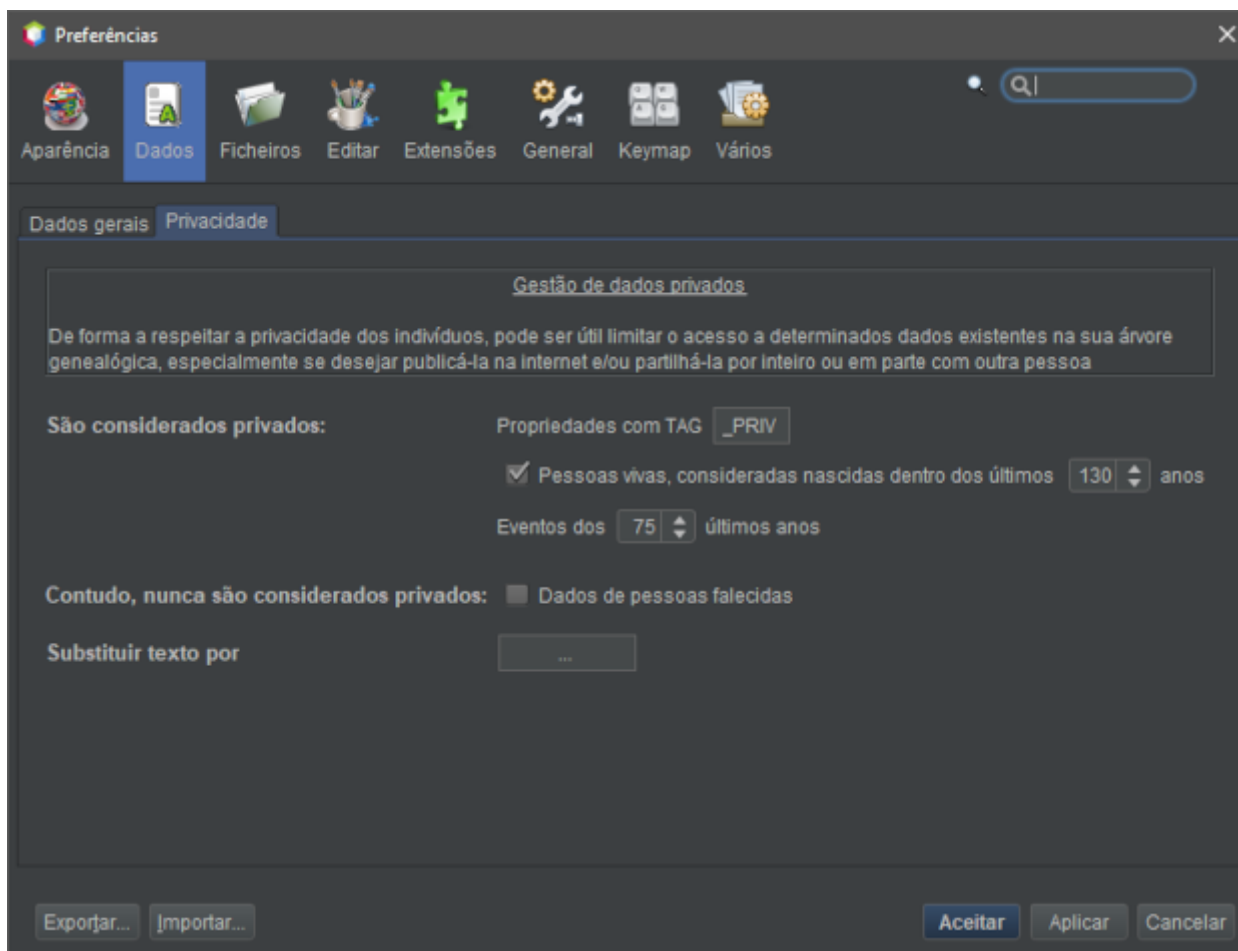 Preferências
Aparência Dados Ficheiros Editar Extensões General Keymap Vários
Dados gerais Privacidade
Gestão de dados privados
De forma a respeitar a privacidade dos indivíduos, pode ser útil limitar o acesso a determinados dados existentes na sua árvore
genealógica, especialmente se desejar publicá-la na internet e/ou partilhá-la por inteiro ou em parte com outra pessoa
São considerados privados: Propriedades com TAG _PRIV
Pessoas vivas, consideradas nascidas dentro dos últimos 130 anos
Eventos dos 75 últimos anos
Contudo, nunca são considerados privados: Dados de pessoas falecidas
Substituir texto por ...
Exportar... Importar... Aceitar Aplicar Cancelar